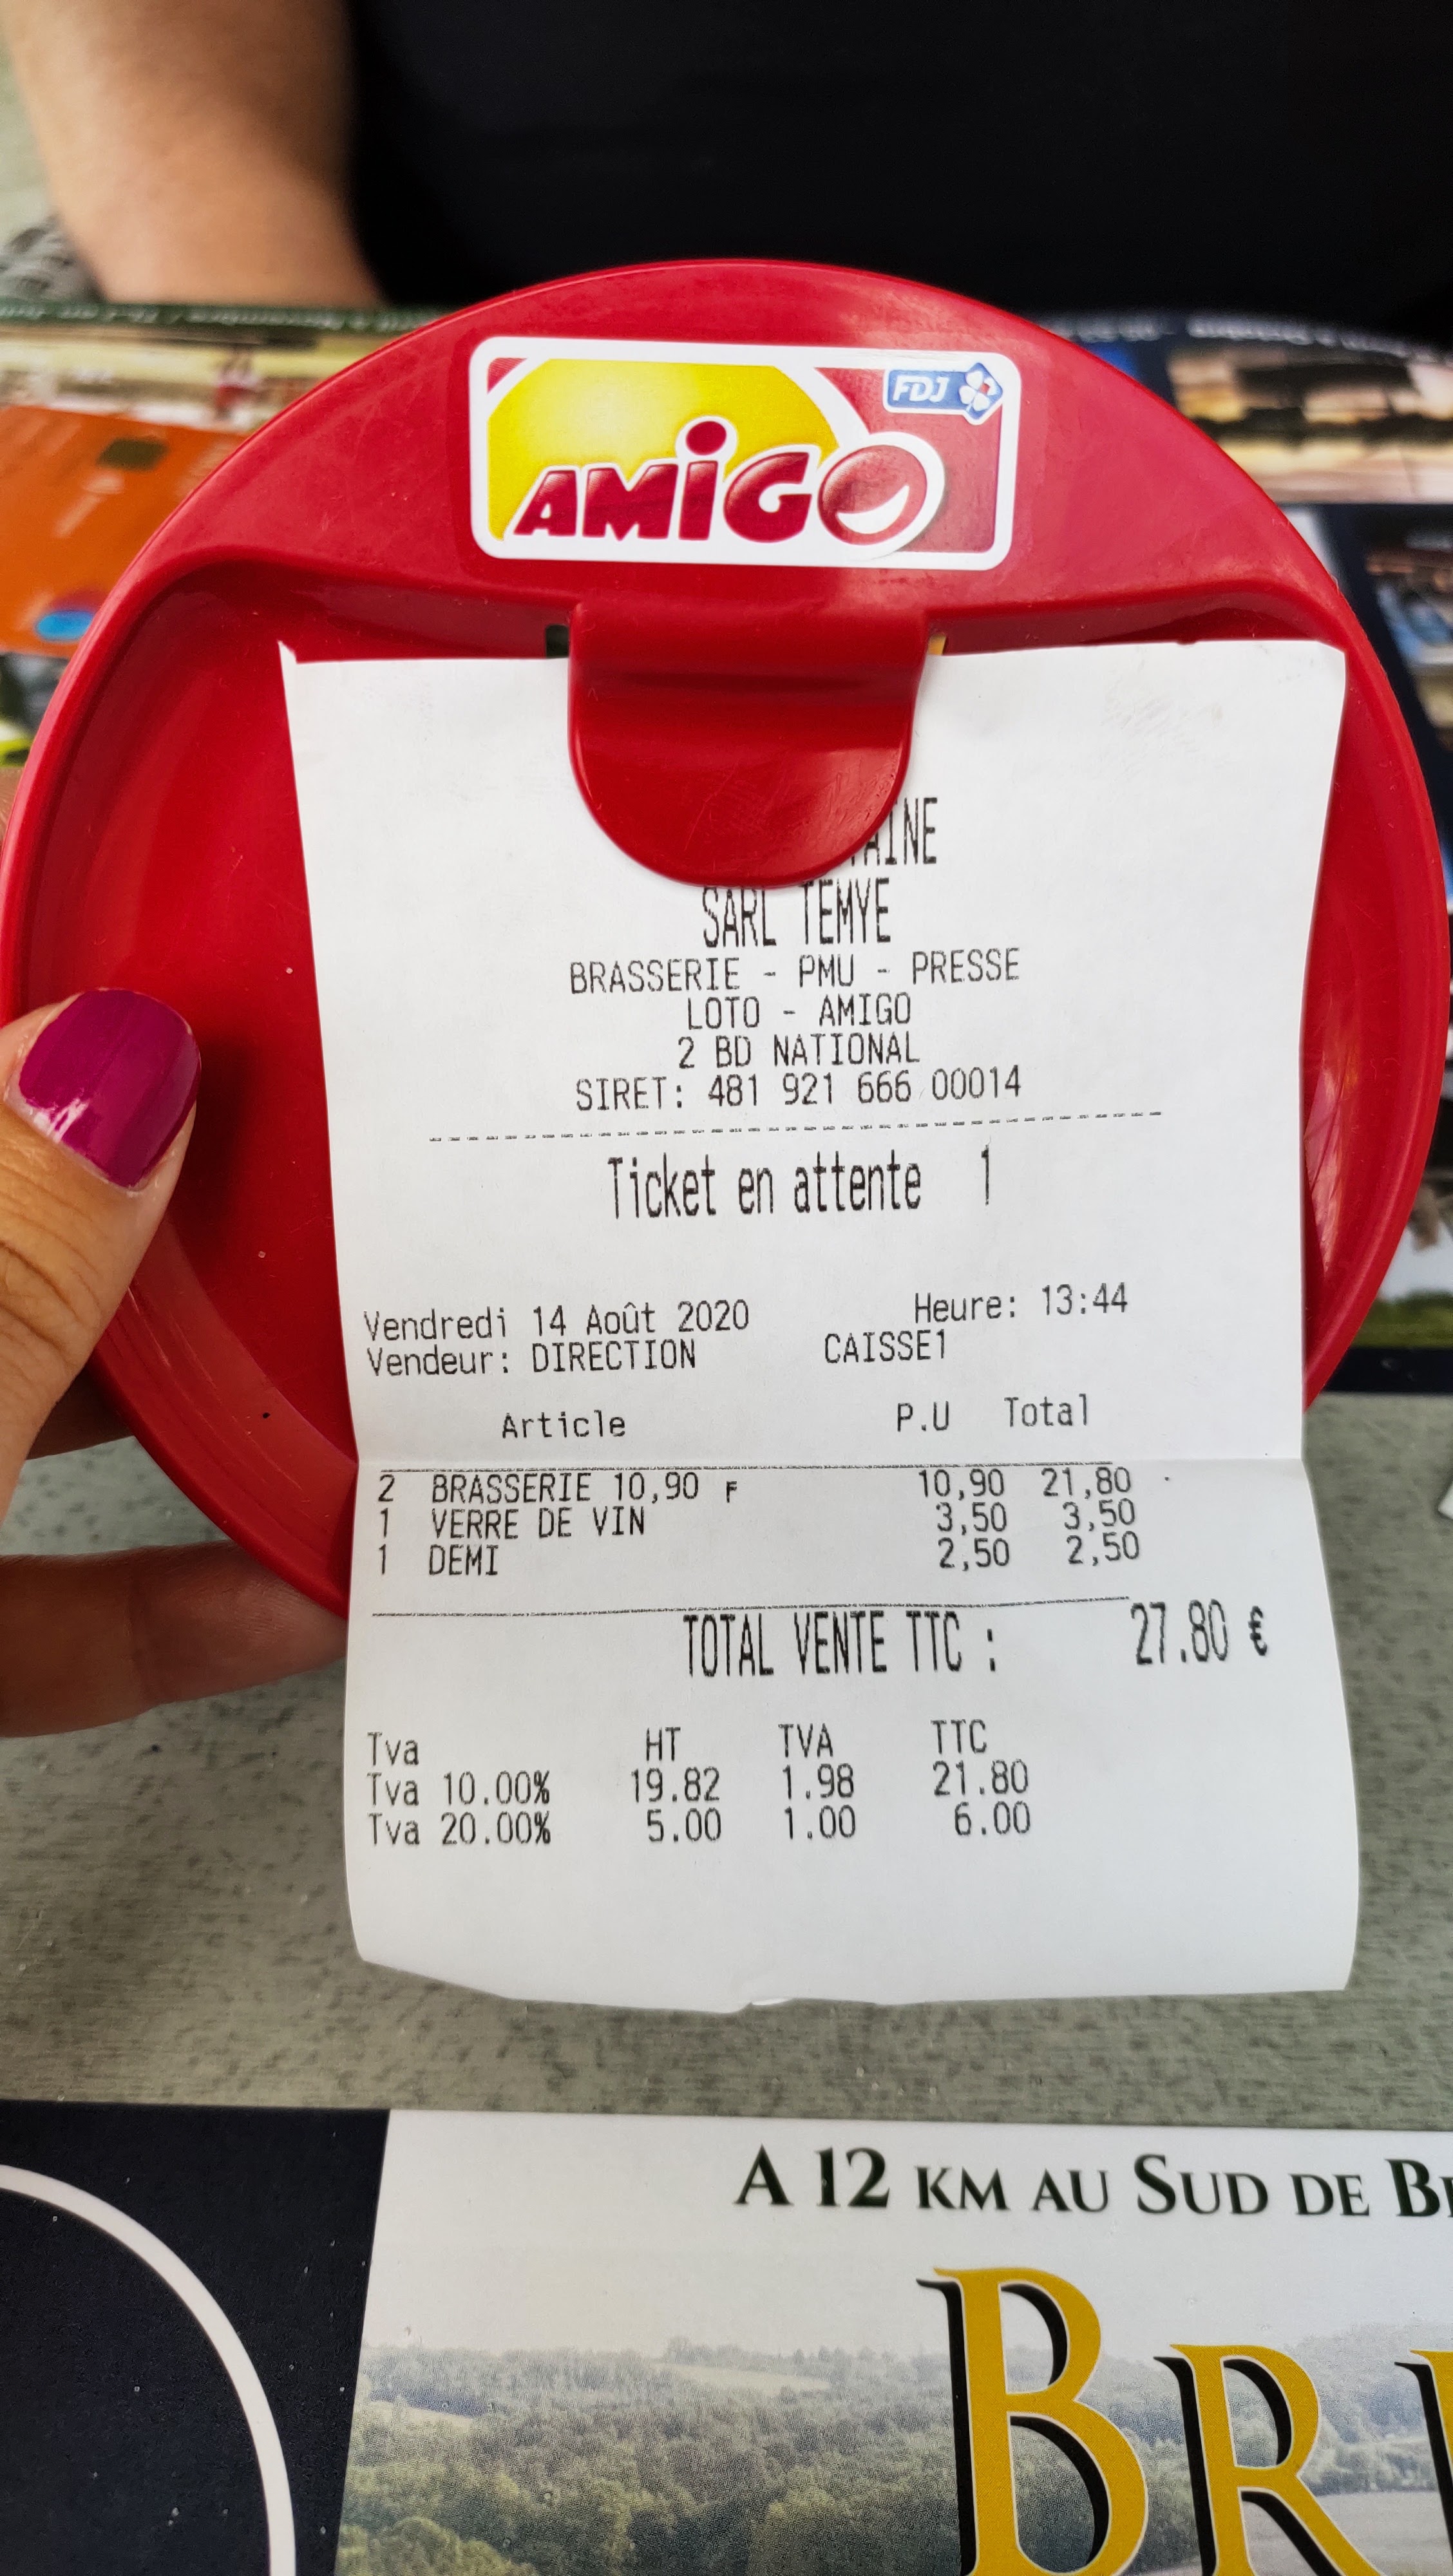 FDJ
AMIGO
SARL TEMYE
BRASSERIE - PMU - PRESSE
LOTO - AMIGO
2 BD NATIONAL
SIRET: 481 921 666 00014
Ticket en attente 1
Vendredi 14 Août 2020 Heure: 13:44
Vendeur: DIRECTION CAISSE1
Article P.U Total
2 BRASSERIE 10,90 F 10,90 21,80
1 VERRE DE VIN 3,50 3,50
1 DEMI 2,50 2,50
TOTAL VENTE TTC : 27.80 €
Tva HT TVA TTC
Tva 10.00% 19.82 1.98 21.80
Tva 20.00% 5.00 1.00 6.00
A 12 KM AU SUD DE